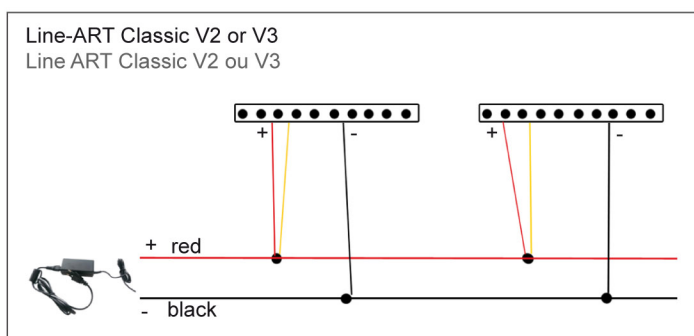 Line-ART Classic V2 or V3
Line ART Classic V2 ou V3
+ - + -
+ red
- black